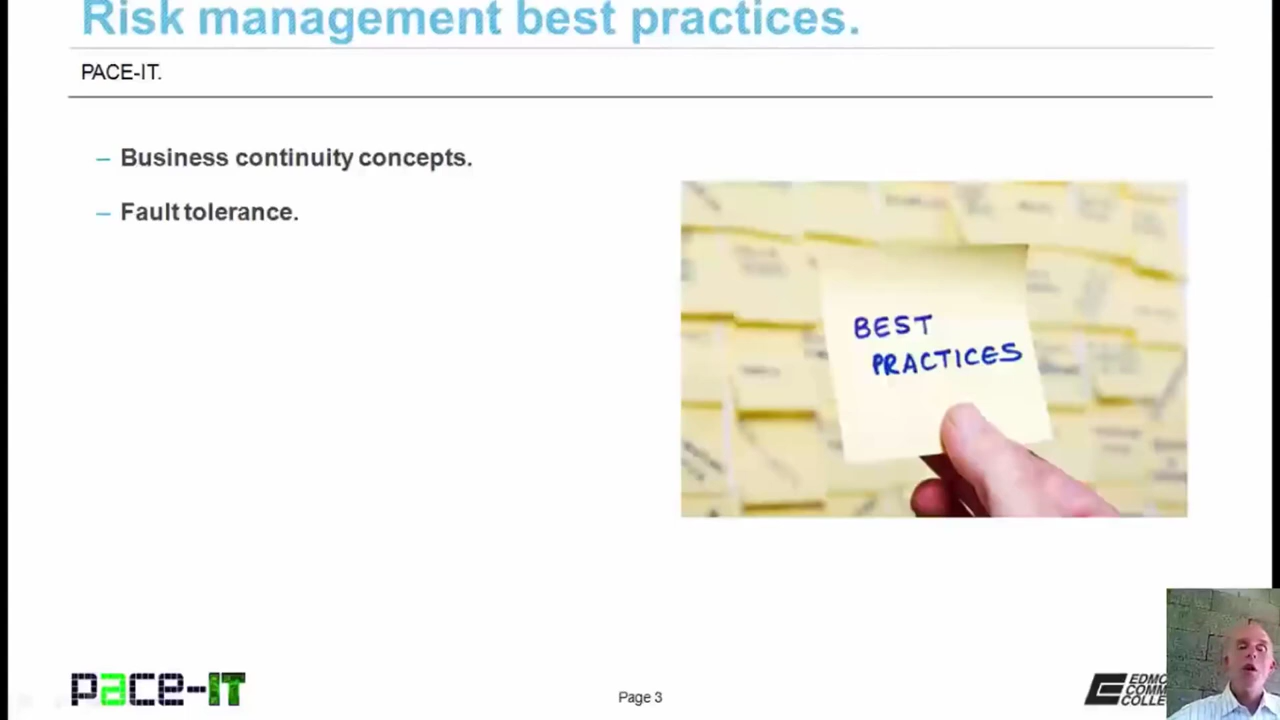 Risk management best practices.
PACE-IT.
– Business continuity concepts.
– Fault tolerance.
BEST
PRACTICES
pace-IT
Page 3